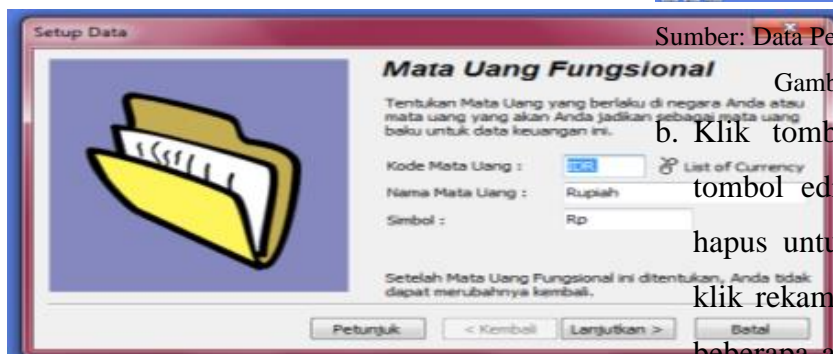 Setup Data
Mata Uang Fungsional
Tentukan Mata Uang yang berlaku di negara Anda atau
mata uang yang akan Anda jadikan sebagai mata uang
baku untuk data keuangan ini.
Kode Mata Uang :
IDR
List of Currency
Nama Mata Uang :
Rupiah
Simbol :
Rp
Setelah Mata Uang Fungsional ini ditentukan, Anda tidak
dapat merubahnya kembali.
Petunjuk
< Kembali
Lanjutkan >
Batal
Sumber: Data Pe
Gamb
b. Klik tomb
tombol ed
hapus untu
klik rekam
beberapa